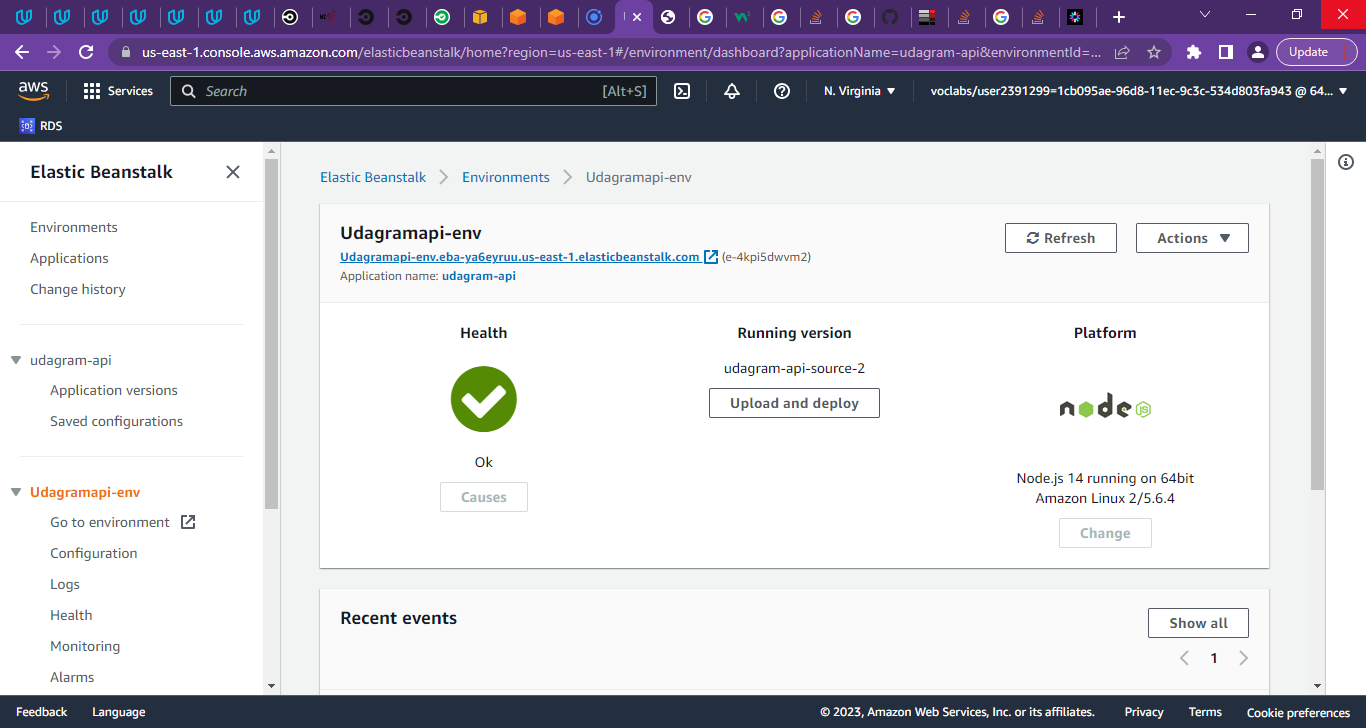 us-east-1.console.aws.amazon.com/elasticbeanstalk/home?region=us-east-1#/environment/dashboard?applicationName=udagram-api&environmentId=...
Update
aws
Services
Search
[Alt+S]
N. Virginia
voclabs/user2391299=1cb095ae-96d8-11ec-9c3c-534d803fa943 @ 64...
RDS
Elastic Beanstalk
Environments
Applications
Change history
udagram-api
Application versions
Saved configurations
Udagramapi-env
Go to environment
Configuration
Logs
Health
Monitoring
Alarms
Elastic Beanstalk
Environments
Udagramapi-env
Udagramapi-env
Udagramapi-env.eba-ya6eyruu.us-east-1.elasticbeanstalk.com (e-4kpi5dwvm2)
Application name: udagram-api
Refresh
Actions
Health
Ok
Causes
Running version
udagram-api-source-2
Upload and deploy
Platform
node JS
Node.js 14 running on 64bit
Amazon Linux 2/5.6.4
Change
Recent events
Show all
1
Feedback
Language
© 2023, Amazon Web Services, Inc. or its affiliates.
Privacy
Terms
Cookie preferences